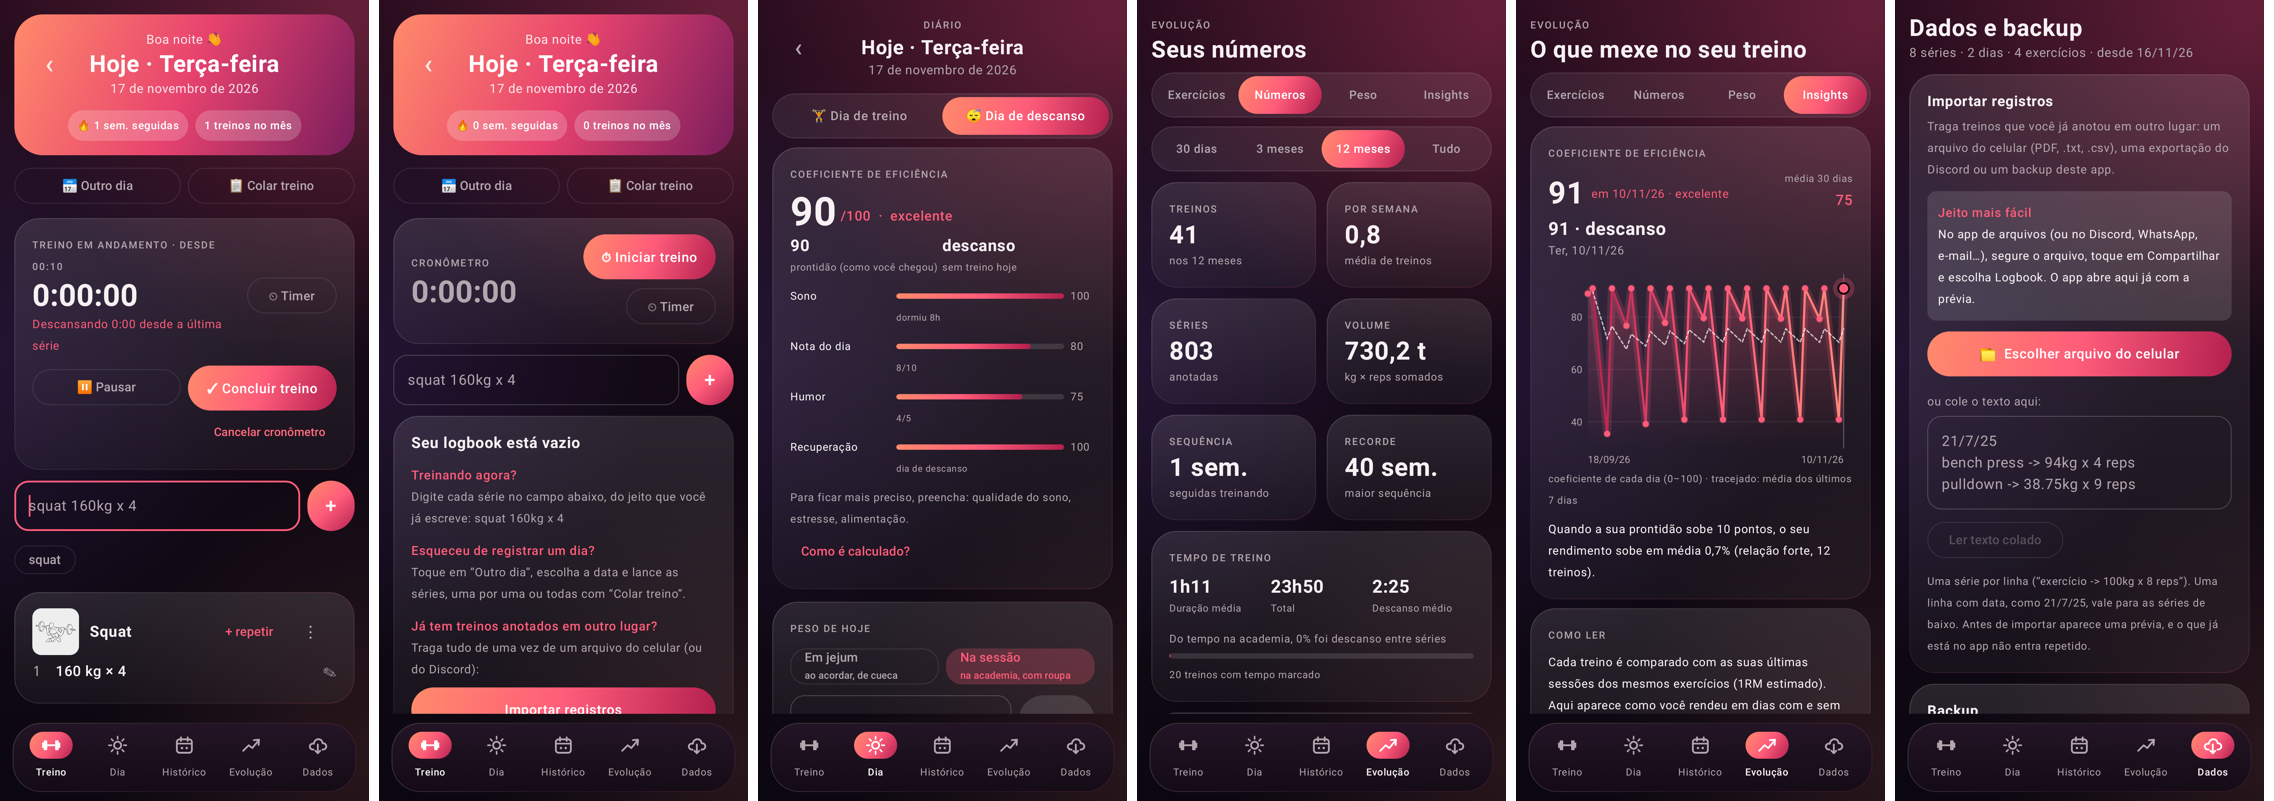 Boa noite 👋
‹ Hoje · Terça-feira
17 de novembro de 2026
🔥 1 sem. seguidas
1 treinos no mês
📅 Outro dia
📋 Colar treino
TREINO EM ANDAMENTO · DESDE
00:10
0:00:00
⏲ Timer
Descansando 0:00 desde a última
série
⏸ Pausar
✓ Concluir treino
Cancelar cronômetro
squat 160kg x 4
+
squat
Squat
+ repetir
⋮
1 160 kg × 4 ✎
Treino
Dia
Histórico
Evolução
Dados
Boa noite 👋
‹ Hoje · Terça-feira
17 de novembro de 2026
🔥 0 sem. seguidas
0 treinos no mês
📅 Outro dia
📋 Colar treino
CRONÔMETRO
0:00:00
⏱ Iniciar treino
⏲ Timer
squat 160kg x 4
+
Seu logbook está vazio
Treinando agora?
Digite cada série no campo abaixo, do jeito que você
já escreve: squat 160kg x 4
Esqueceu de registrar um dia?
Toque em “Outro dia”, escolha a data e lance as
séries, uma por uma ou todas com “Colar treino”.
Já tem treinos anotados em outro lugar?
Traga tudo de uma vez de um arquivo do celular (ou
do Discord):
Importar registros
Treino
Dia
Histórico
Evolução
Dados
DIÁRIO
‹ Hoje · Terça-feira
17 de novembro de 2026
🏋 Dia de treino
😴 Dia de descanso
COEFICIENTE DE EFICIÊNCIA
90 /100 · excelente
90
prontidão (como você chegou)
descanso
sem treino hoje
Sono 100
dormiu 8h
Nota do dia 80
8/10
Humor 75
4/5
Recuperação 100
dia de descanso
Para ficar mais preciso, preencha: qualidade do sono,
estresse, alimentação.
Como é calculado?
PESO DE HOJE
Em jejum
ao acordar, de cueca
Na sessão
na academia, com roupa
Treino
Dia
Histórico
Evolução
Dados
EVOLUÇÃO
Seus números
Exercícios
Números
Peso
Insights
30 dias
3 meses
12 meses
Tudo
TREINOS
41
nos 12 meses
POR SEMANA
0,8
média de treinos
SÉRIES
803
anotadas
VOLUME
730,2 t
kg × reps somados
SEQUÊNCIA
1 sem.
seguidas treinando
RECORDE
40 sem.
maior sequência
TEMPO DE TREINO
1h11
Duração média
23h50
Total
2:25
Descanso médio
Do tempo na academia, 0% foi descanso entre séries
20 treinos com tempo marcado
Treino
Dia
Histórico
Evolução
Dados
EVOLUÇÃO
O que mexe no seu treino
Exercícios
Números
Peso
Insights
COEFICIENTE DE EFICIÊNCIA
91 em 10/11/26 · excelente
média 30 dias
75
91 · descanso
Ter, 10/11/26
80
60
40
18/09/26
10/11/26
coeficiente de cada dia (0–100) · tracejado: média dos últimos
7 dias
Quando a sua prontidão sobe 10 pontos, o seu
rendimento sobe em média 0,7% (relação forte, 12
treinos).
COMO LER
Cada treino é comparado com as suas últimas
sessões dos mesmos exercícios (1RM estimado).
Aqui aparece como você rendeu em dias com e sem
Treino
Dia
Histórico
Evolução
Dados
Dados e backup
8 séries · 2 dias · 4 exercícios · desde 16/11/26
Importar registros
Traga treinos que você já anotou em outro lugar: um
arquivo do celular (PDF, .txt, .csv), uma exportação do
Discord ou um backup deste app.
Jeito mais fácil
No app de arquivos (ou no Discord, WhatsApp,
e-mail…), segure o arquivo, toque em Compartilhar
e escolha Logbook. O app abre aqui já com a
prévia.
📁 Escolher arquivo do celular
ou cole o texto aqui:
21/7/25
bench press -> 94kg x 4 reps
pulldown -> 38.75kg x 9 reps
Ler texto colado
Uma série por linha (“exercício -> 100kg x 8 reps”). Uma
linha com data, como 21/7/25, vale para as séries de
baixo. Antes de importar aparece uma prévia, e o que já
está no app não entra repetido.
Backup
Treino
Dia
Histórico
Evolução
Dados